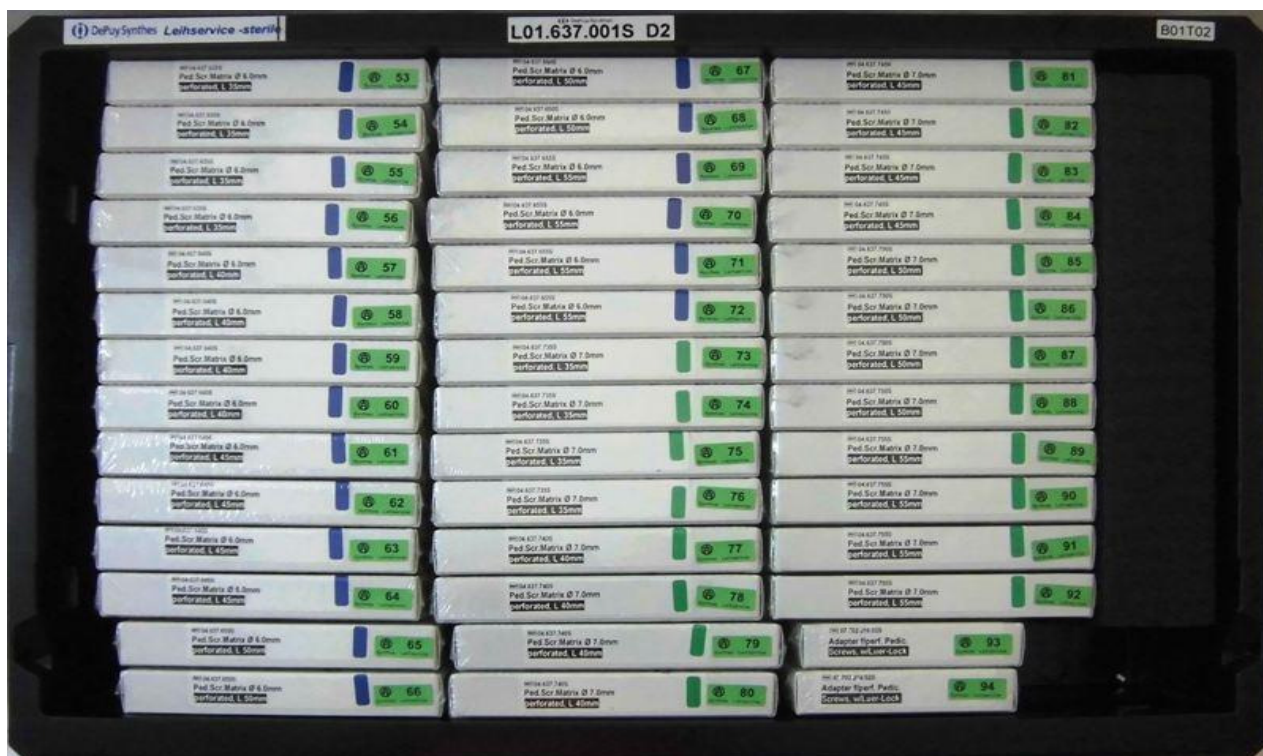 DePuy Synthes Leihservice -sterile
L01.637.001S D2
B01T02
Ped.Scr.Matrix Ø 6.0mm
perforated, L 35mm
53
Ped.Scr.Matrix Ø 6.0mm
perforated, L 35mm
54
Ped.Scr.Matrix Ø 6.0mm
perforated, L 35mm
55
Ped.Scr.Matrix Ø 6.0mm
perforated, L 35mm
56
Ped.Scr.Matrix Ø 6.0mm
perforated, L 40mm
57
Ped.Scr.Matrix Ø 6.0mm
perforated, L 40mm
58
Ped.Scr.Matrix Ø 6.0mm
perforated, L 40mm
59
Ped.Scr.Matrix Ø 6.0mm
perforated, L 40mm
60
Ped.Scr.Matrix Ø 6.0mm
perforated, L 45mm
61
Ped.Scr.Matrix Ø 6.0mm
perforated, L 45mm
62
Ped.Scr.Matrix Ø 6.0mm
perforated, L 45mm
63
Ped.Scr.Matrix Ø 6.0mm
perforated, L 45mm
64
Ped.Scr.Matrix Ø 6.0mm
perforated, L 50mm
65
Ped.Scr.Matrix Ø 6.0mm
perforated, L 50mm
66
Ped.Scr.Matrix Ø 6.0mm
perforated, L 50mm
67
Ped.Scr.Matrix Ø 6.0mm
perforated, L 50mm
68
Ped.Scr.Matrix Ø 6.0mm
perforated, L 55mm
69
Ped.Scr.Matrix Ø 6.0mm
perforated, L 55mm
70
Ped.Scr.Matrix Ø 6.0mm
perforated, L 55mm
71
Ped.Scr.Matrix Ø 6.0mm
perforated, L 55mm
72
Ped.Scr.Matrix Ø 7.0mm
perforated, L 35mm
73
Ped.Scr.Matrix Ø 7.0mm
perforated, L 35mm
74
Ped.Scr.Matrix Ø 7.0mm
perforated, L 35mm
75
Ped.Scr.Matrix Ø 7.0mm
perforated, L 35mm
76
Ped.Scr.Matrix Ø 7.0mm
perforated, L 40mm
77
Ped.Scr.Matrix Ø 7.0mm
perforated, L 40mm
78
Ped.Scr.Matrix Ø 7.0mm
perforated, L 40mm
79
Ped.Scr.Matrix Ø 7.0mm
perforated, L 40mm
80
Ped.Scr.Matrix Ø 7.0mm
perforated, L 45mm
81
Ped.Scr.Matrix Ø 7.0mm
perforated, L 45mm
82
Ped.Scr.Matrix Ø 7.0mm
perforated, L 45mm
83
Ped.Scr.Matrix Ø 7.0mm
perforated, L 45mm
84
Ped.Scr.Matrix Ø 7.0mm
perforated, L 50mm
85
Ped.Scr.Matrix Ø 7.0mm
perforated, L 50mm
86
Ped.Scr.Matrix Ø 7.0mm
perforated, L 50mm
87
Ped.Scr.Matrix Ø 7.0mm
perforated, L 50mm
88
Ped.Scr.Matrix Ø 7.0mm
perforated, L 55mm
89
Ped.Scr.Matrix Ø 7.0mm
perforated, L 55mm
90
Ped.Scr.Matrix Ø 7.0mm
perforated, L 55mm
91
Ped.Scr.Matrix Ø 7.0mm
perforated, L 55mm
92
Adapter f/perf. Pedic.
Screws, w/Luer-Lock
93
Adapter f/perf. Pedic.
Screws, w/Luer-Lock
94